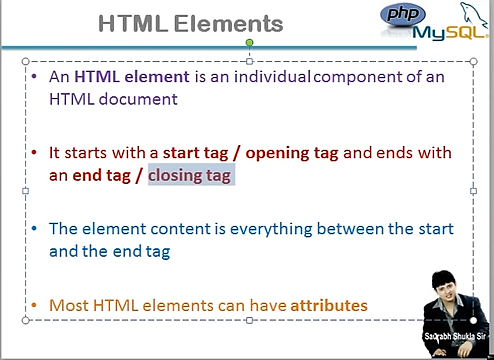 HTML Elements
php
MySQL
• An HTML element is an individual component of an
HTML document
• It starts with a start tag / opening tag and ends with
an end tag / closing tag
• The element content is everything between the start
and the end tag
• Most HTML elements can have attributes
Saurabh Shukla Sir